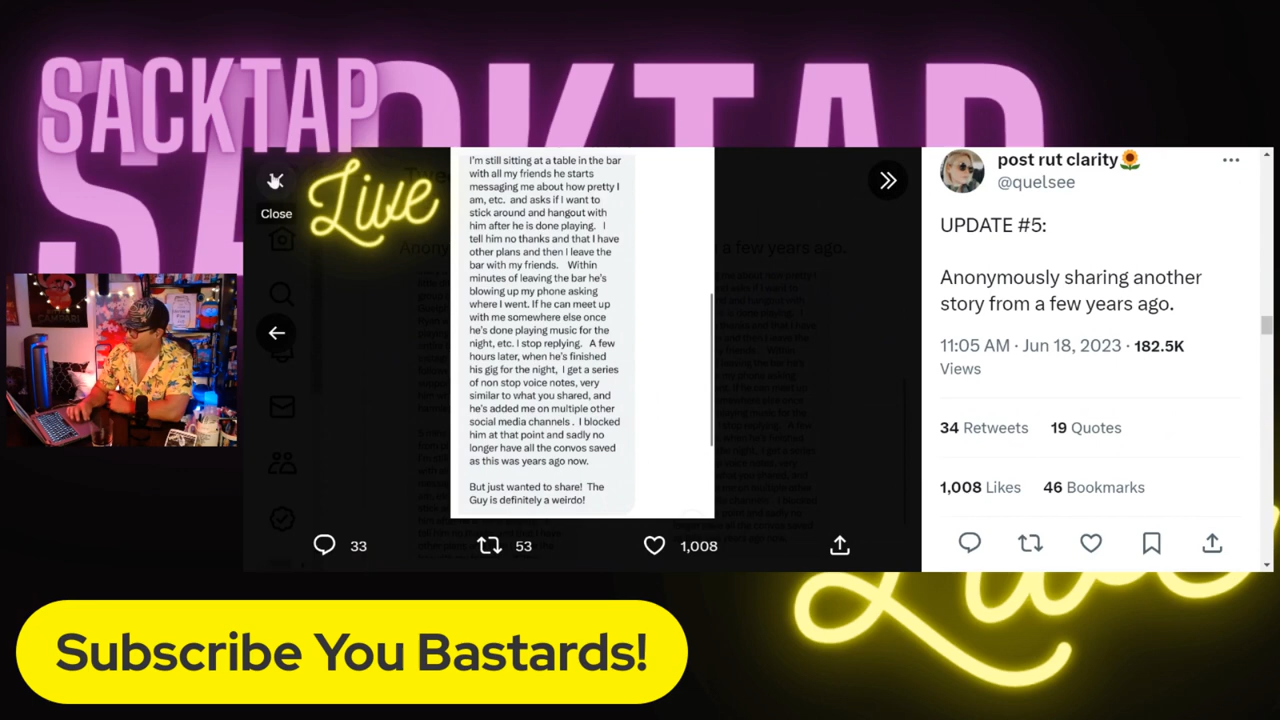 SACKTAP
SACKTAP
Live
Close
I'm still sitting at a table in the bar
with all my friends he starts
messaging me about how pretty I
am, etc. and asks if I want to
stick around and hangout with
him after he is done playing. I
tell him no thanks and that I have
other plans and then I leave the
bar with my friends. Within
minutes of leaving the bar he's
blowing up my phone asking
where I went. If he can meet up
with me somewhere else once
he's done playing music for the
night, etc. I stop replying. A few
hours later, when he's finished
his gig for the night, I get a series
of non stop voice notes, very
similar to what you shared, and
he's added me on multiple other
social media channels. I blocked
him at that point and sadly no
longer have all the convos saved
as this was years ago now.
But just wanted to share! The
Guy is definitely a weirdo!
a few years ago.
33
53
1,008
post rut clarity🌻
@quelsee
UPDATE #5:
Anonymously sharing another
story from a few years ago.
11:05 AM · Jun 18, 2023 · 182.5K
Views
34 Retweets 19 Quotes
1,008 Likes 46 Bookmarks
CAMPARI
Live
Subscribe You Bastards!